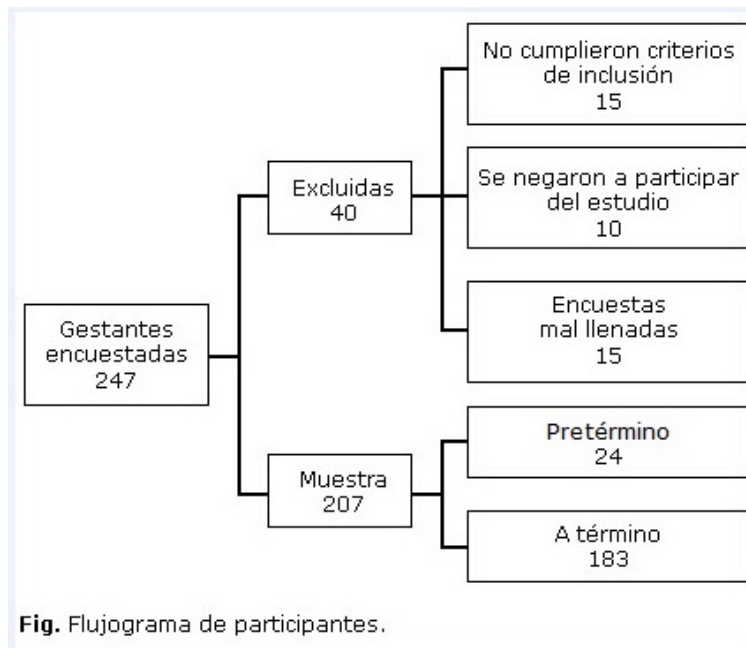 No cumplieron criterios
de inclusión
15
Excluidas
40
Se negaron a participar
del estudio
10
Encuestas
mal llenadas
15
Gestantes
encuestadas
247
Muestra
207
Pretérmino
24
A término
183
Fig. Flujograma de participantes.